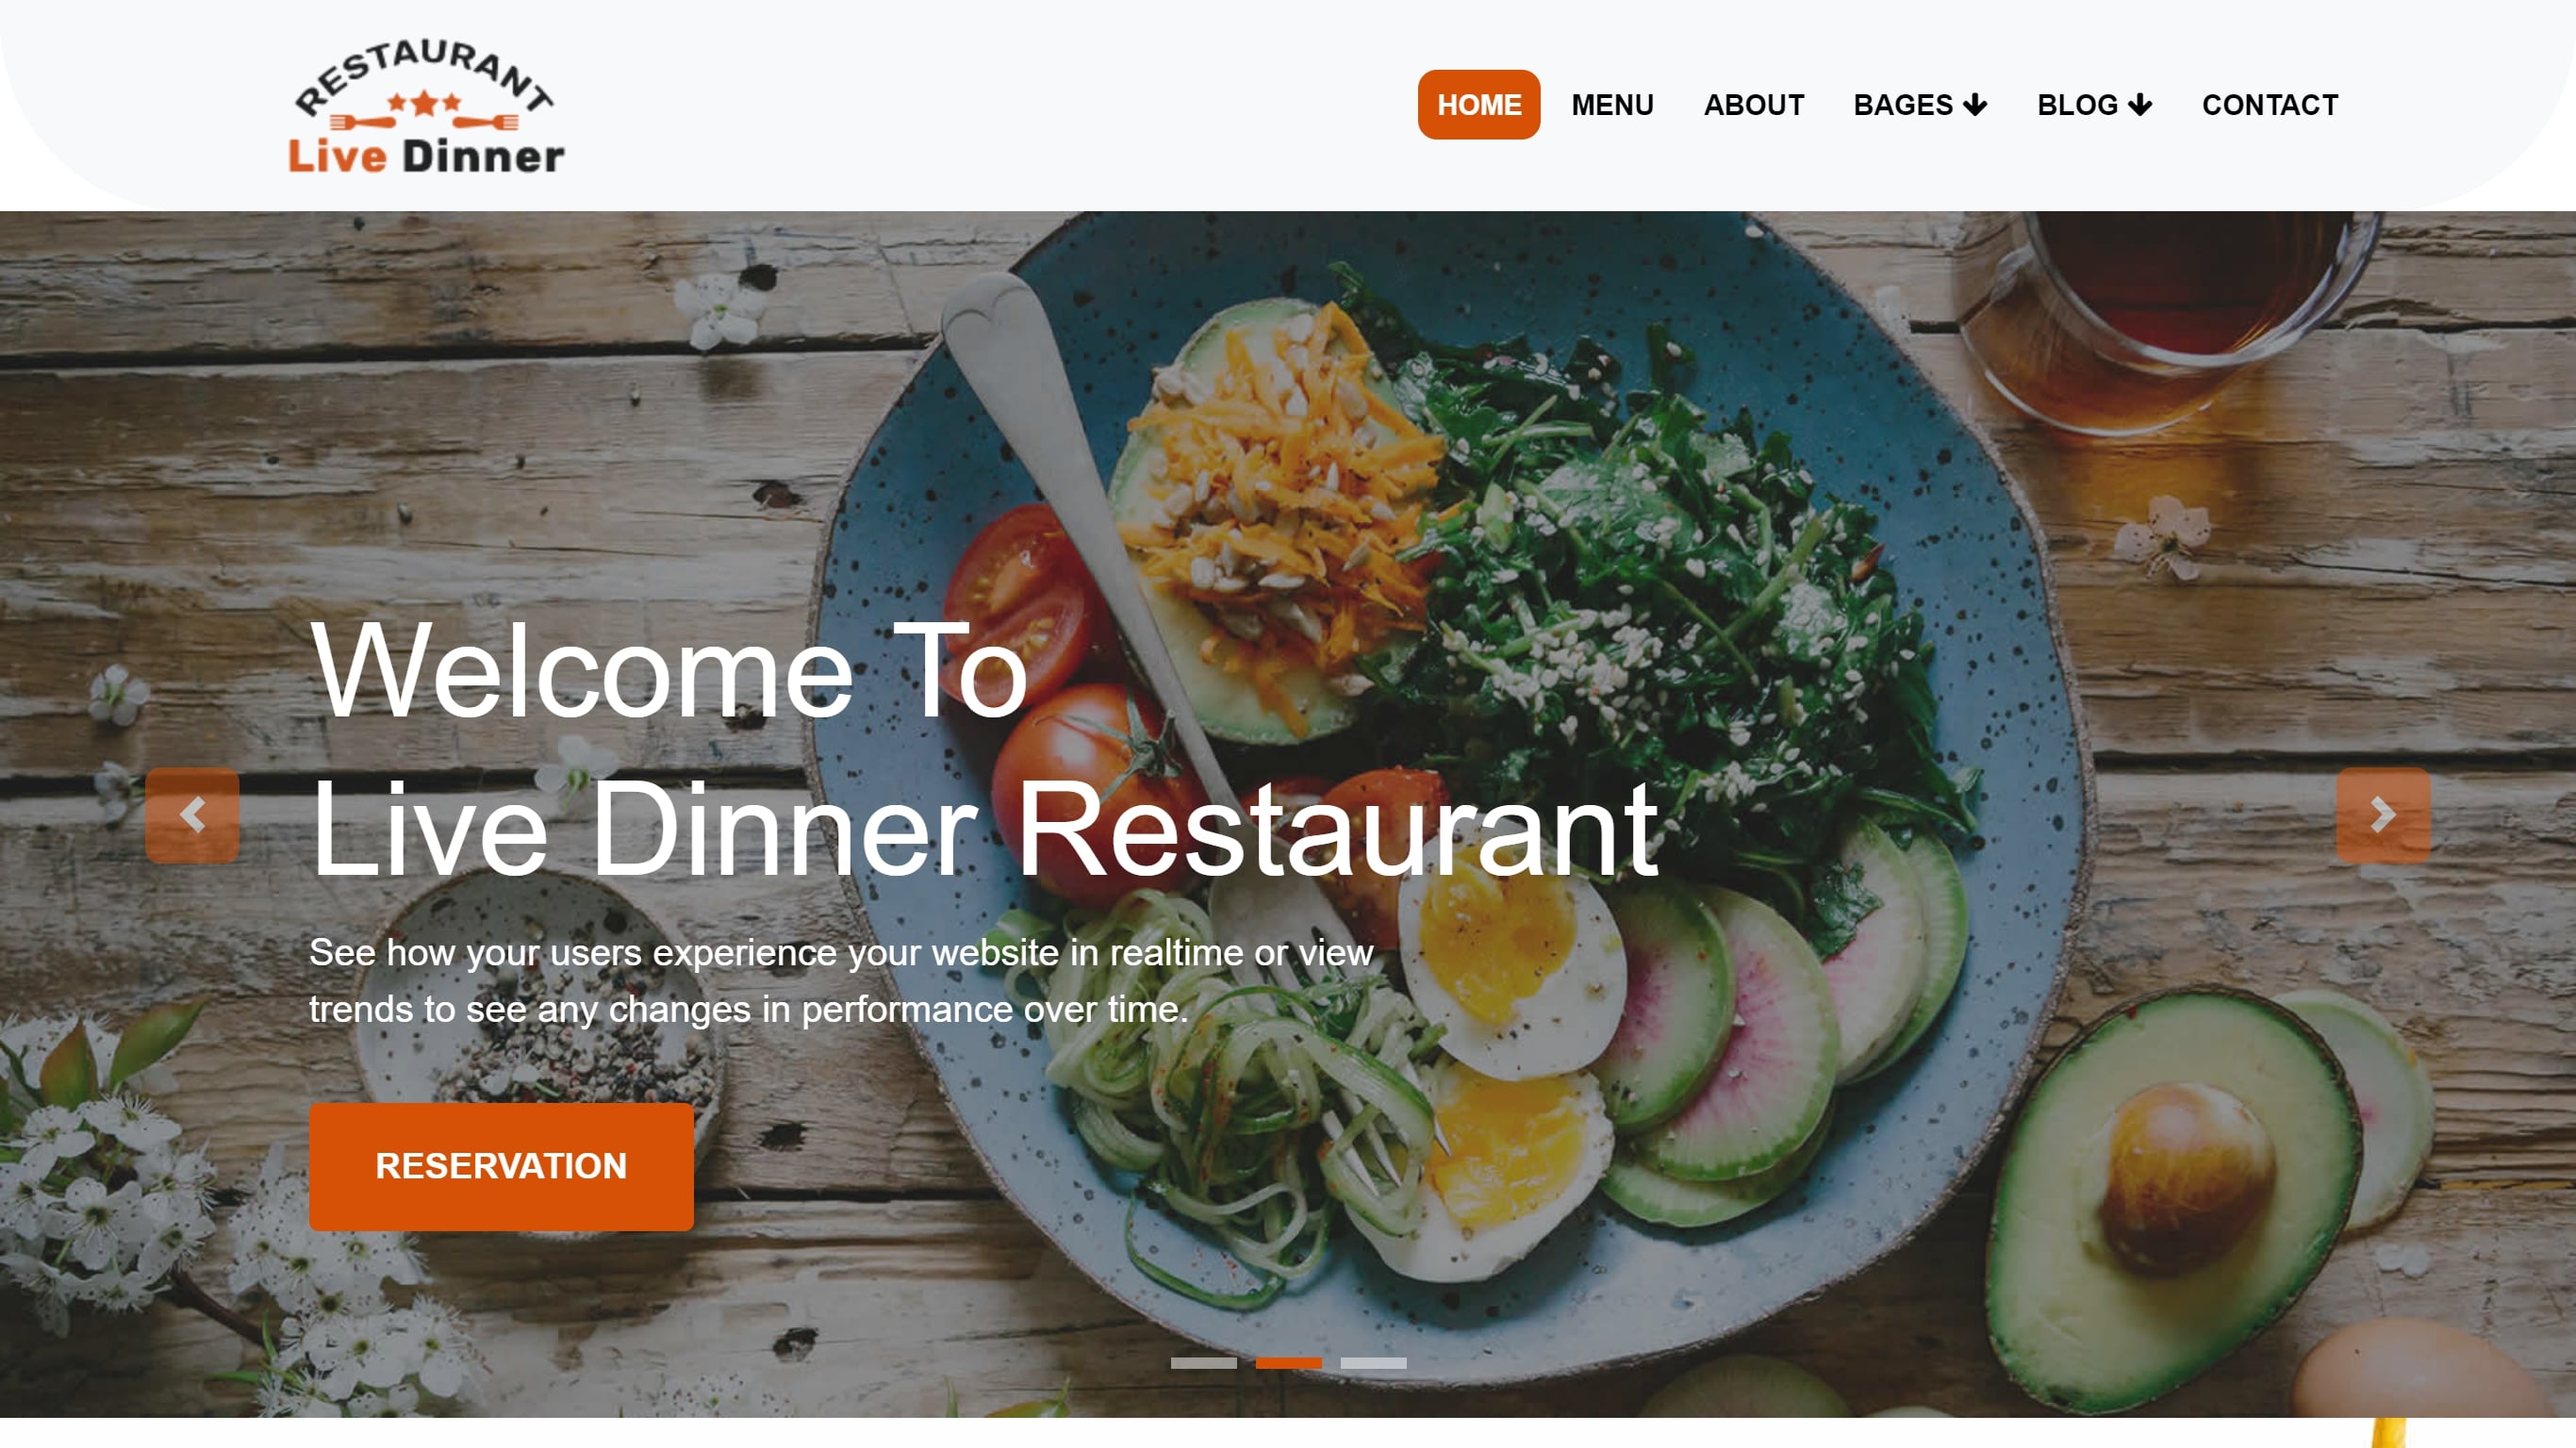 RESTAURANT
Live Dinner
HOME MENU ABOUT BAGES BLOG CONTACT
Welcome To
Live Dinner Restaurant
See how your users experience your website in realtime or view
trends to see any changes in performance over time.
RESERVATION